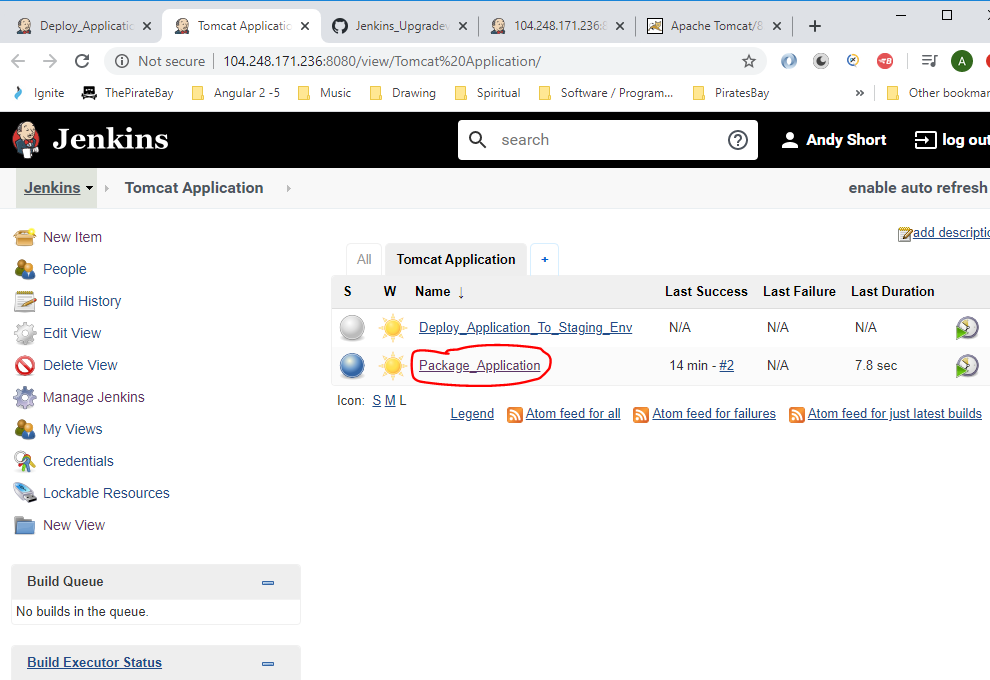 Deploy_Applicatio Tomcat Applicatio Jenkins_Upgradev 104.248.171.236:8 Apache Tomcat/8
Not secure 104.248.171.236:8080/view/Tomcat%20Application/ A
Ignite ThePirateBay Angular 2 -5 Music Drawing Spiritual Software / Program... PiratesBay » Other bookmar
Jenkins search Andy Short log out
Jenkins Tomcat Application enable auto refresh
add descriptio
New Item
People
Build History
Edit View
Delete View
Manage Jenkins
My Views
Credentials
Lockable Resources
New View
All Tomcat Application +
S W Name ↓ Last Success Last Failure Last Duration
Deploy_Application_To_Staging_Env N/A N/A N/A
Package_Application 14 min - #2 N/A 7.8 sec
Icon: S M L
Legend Atom feed for all Atom feed for failures Atom feed for just latest builds
Build Queue
No builds in the queue.
Build Executor Status